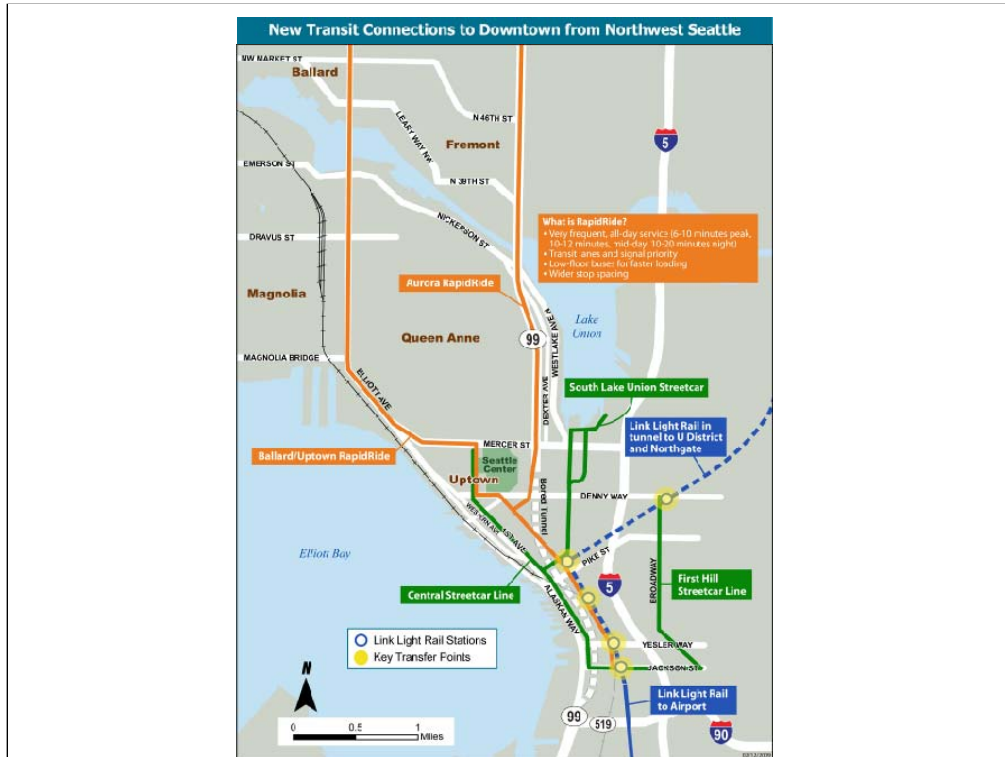 New Transit Connections to Downtown from Northwest Seattle
NW MARKET ST
Ballard
5
LEARY WAY NW
N 46TH ST
Fremont
EMERSON ST
N 39TH ST
NICKERSON ST
What is RapidRide?
• Very frequent, all-day service (6-10 minutes peak,
10-12 minutes, mid-day 10-20 minutes night)
• Transit lanes and signal priority
• Low-floor buses for faster loading
• Wider stop spacing
DRAVUS ST
Aurora RapidRide
Magnolia
Lake
Union
Queen Anne
99
WESTLAKE AVE N
MAGNOLIA BRIDGE
ELLIOTT AVE
DEXTER AVE
South Lake Union Streetcar
Link Light Rail in
tunnel to U District
and Northgate
MERCER ST
Ballard/Uptown RapidRide
Seattle
Center
Uptown
Bored Tunnel
DENNY WAY
WESTERN AVE
1ST AVE
PIKE ST
Elliott Bay
5
BROADWAY
First Hill
Streetcar Line
Central Streetcar Line
ALASKAN WAY
Link Light Rail Stations
Key Transfer Points
YESLER WAY
JACKSON ST
N
Link Light Rail
to Airport
0 0.5 1
Miles
99
519
90